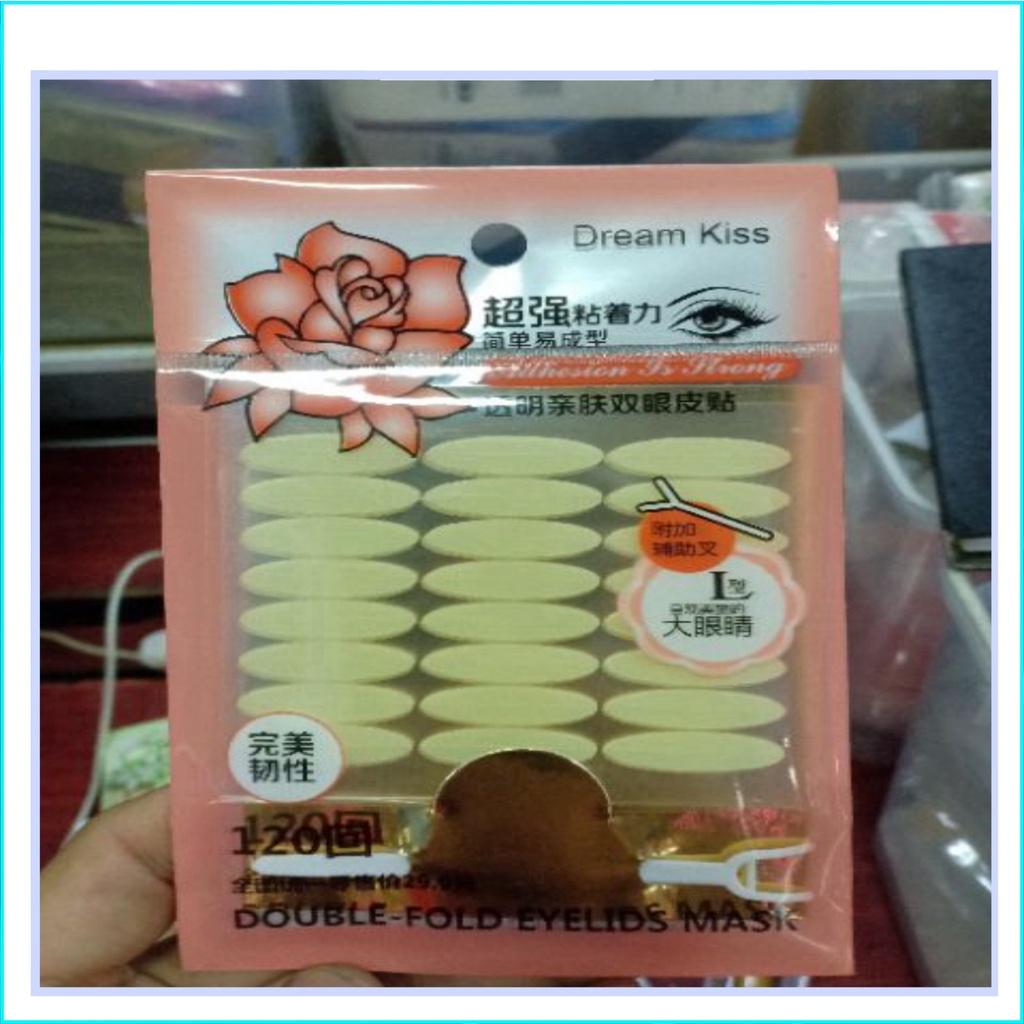 Dream Kiss
超强粘着力
简单易成型
Adhesion Is Strong
透明亲肤双眼皮贴
附加
辅助叉
L型
大眼睛
完美
韧性
120回
DOUBLE-FOLD EYELIDS MASK